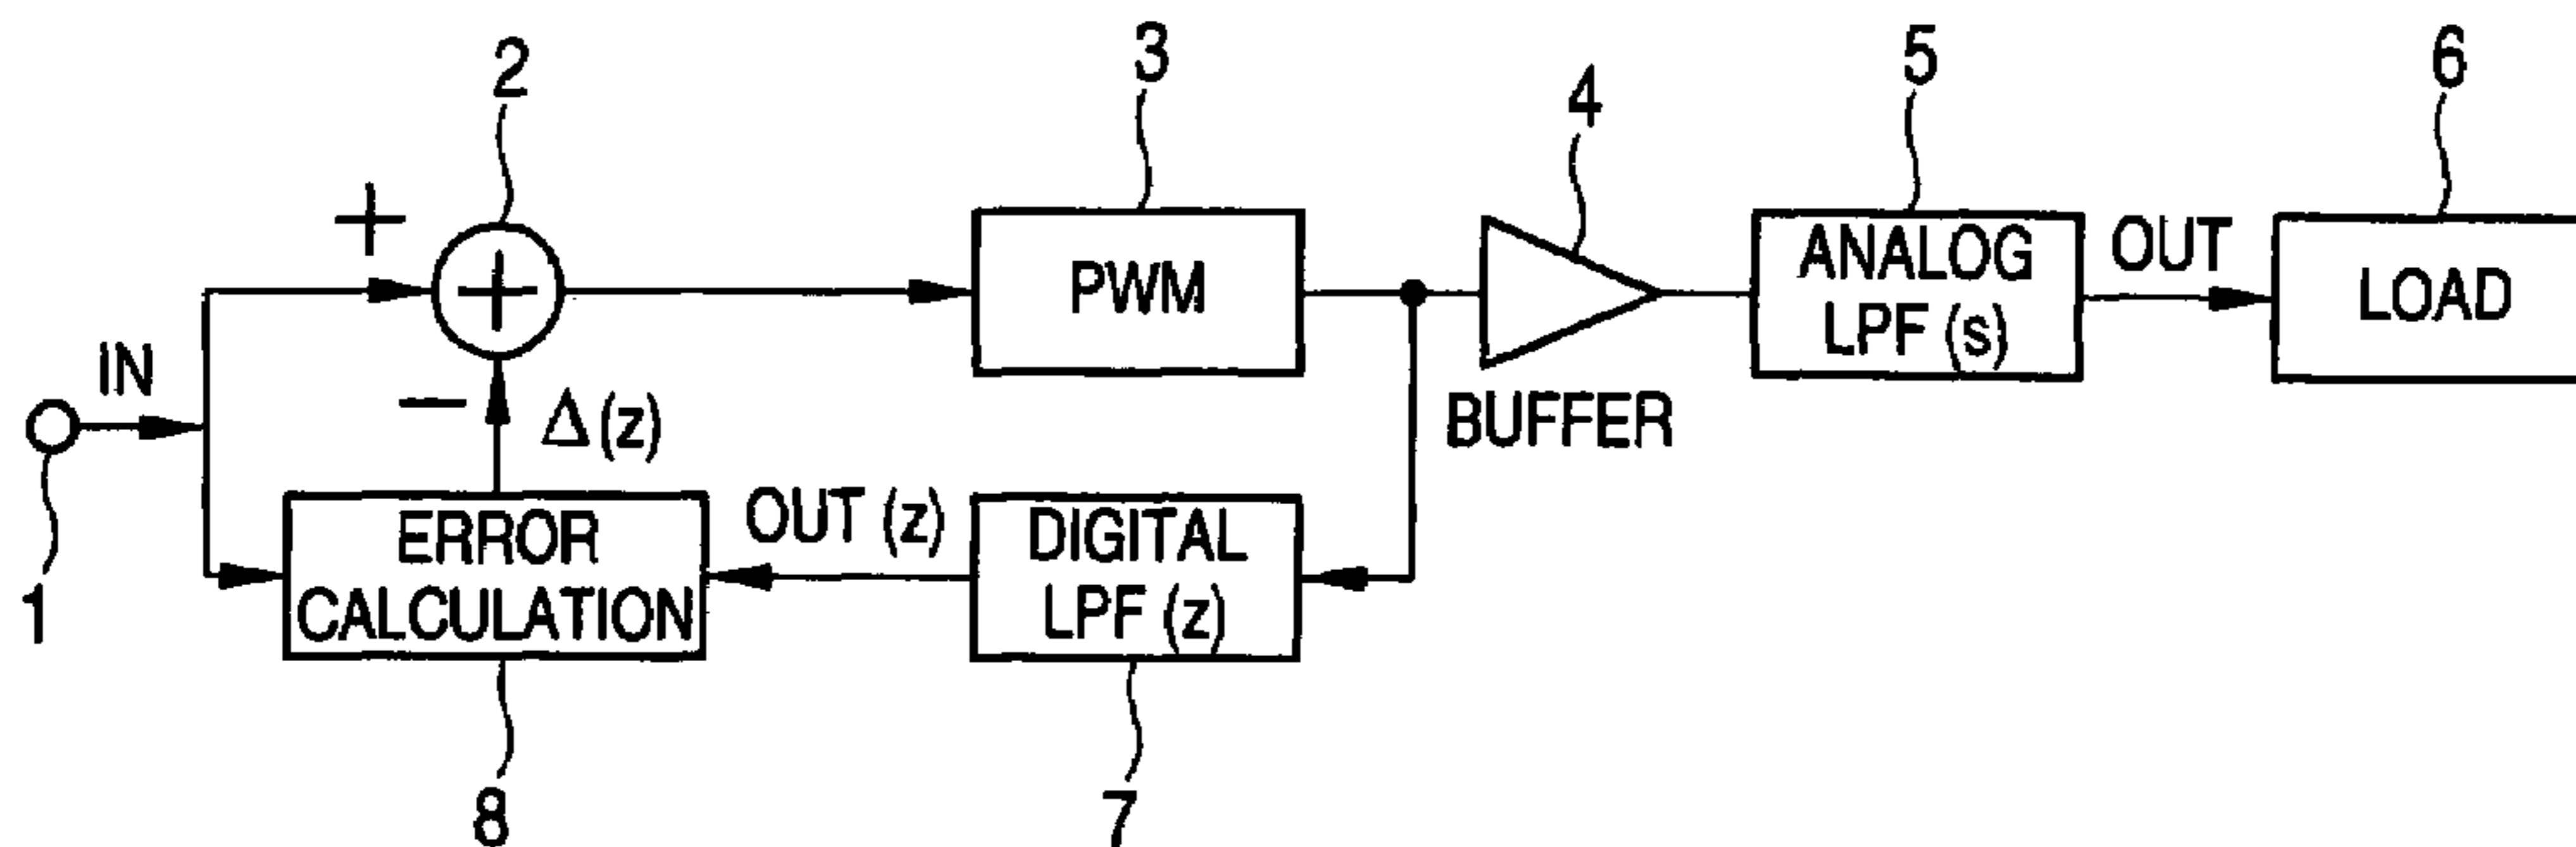 2
3
4
5
6
+
+
PWM
ANALOG
LPF (s)
OUT
LOAD
IN
−
Δ(z)
BUFFER
1
ERROR
CALCULATION
OUT (z)
DIGITAL
LPF (z)
8
7